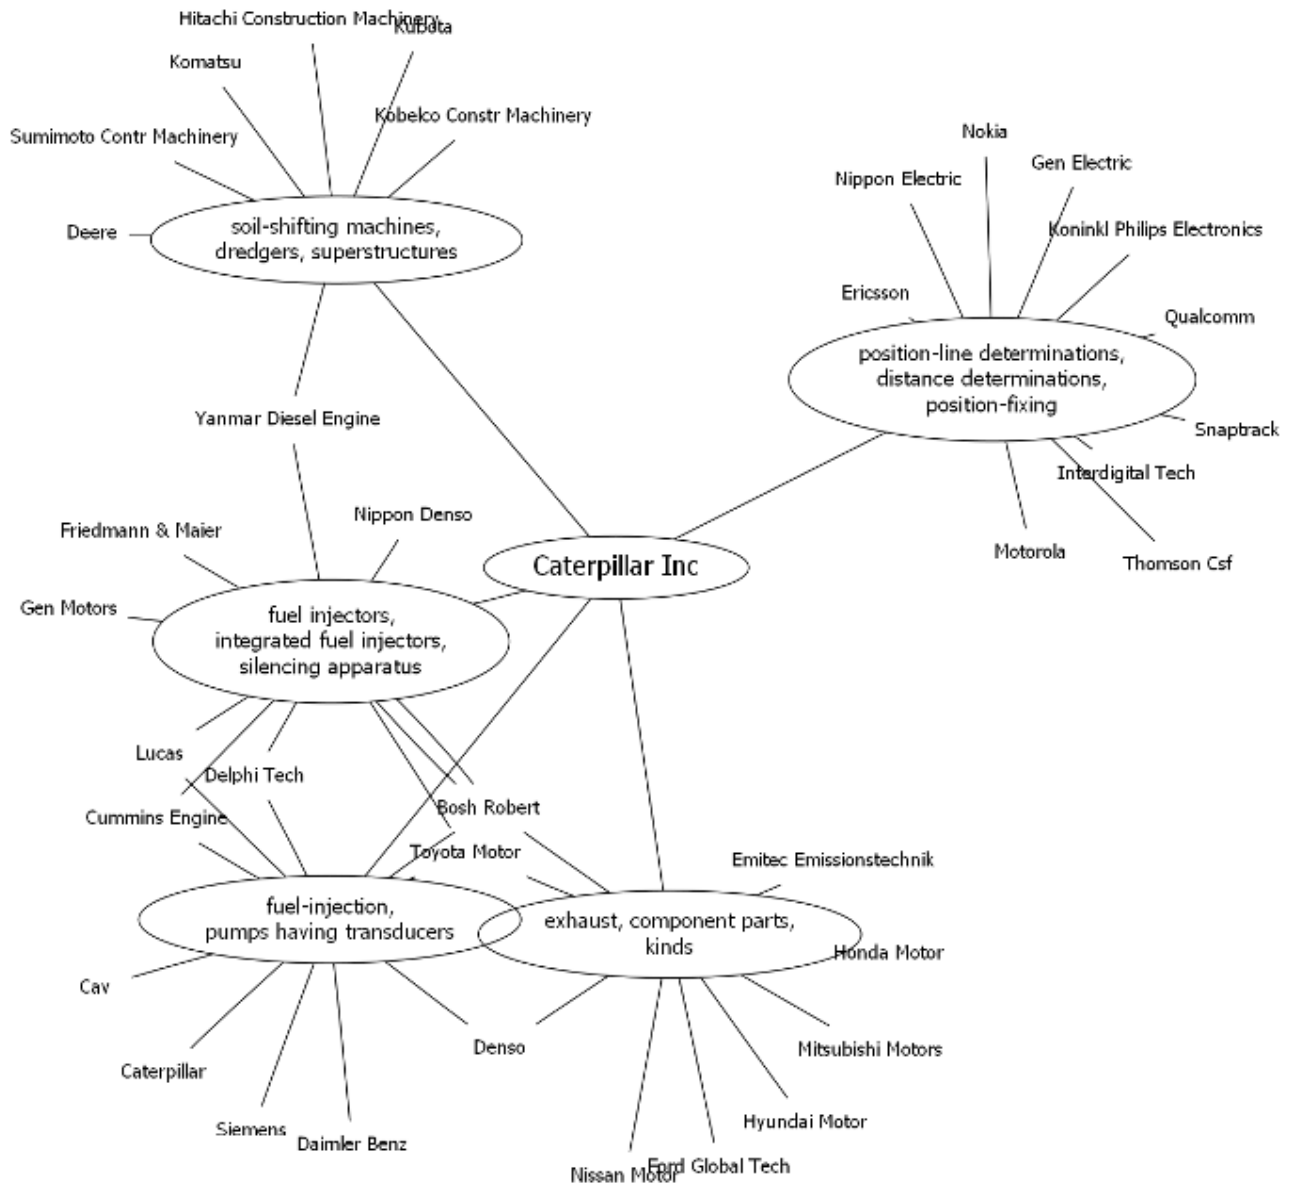 Hitachi Construction Machinery
Kubota
Komatsu
Kobelco Constr Machinery
Sumimoto Contr Machinery
Nokia
Gen Electric
Nippon Electric
Deere
soil-shifting machines,
dredgers, superstructures
Koninkl Philips Electronics
Ericsson
Qualcomm
position-line determinations,
distance determinations,
position-fixing
Yanmar Diesel Engine
Snaptrack
Interdigital Tech
Nippon Denso
Friedmann & Maier
Motorola
Thomson Csf
Caterpillar Inc
Gen Motors
fuel injectors,
integrated fuel injectors,
silencing apparatus
Lucas
Delphi Tech
Bosh Robert
Cummins Engine
Toyota Motor
Emitec Emissionstechnik
fuel-injection,
pumps having transducers
exhaust, component parts,
kinds
Honda Motor
Cav
Denso
Mitsubishi Motors
Caterpillar
Hyundai Motor
Siemens
Daimler Benz
Ford Global Tech
Nissan Motor